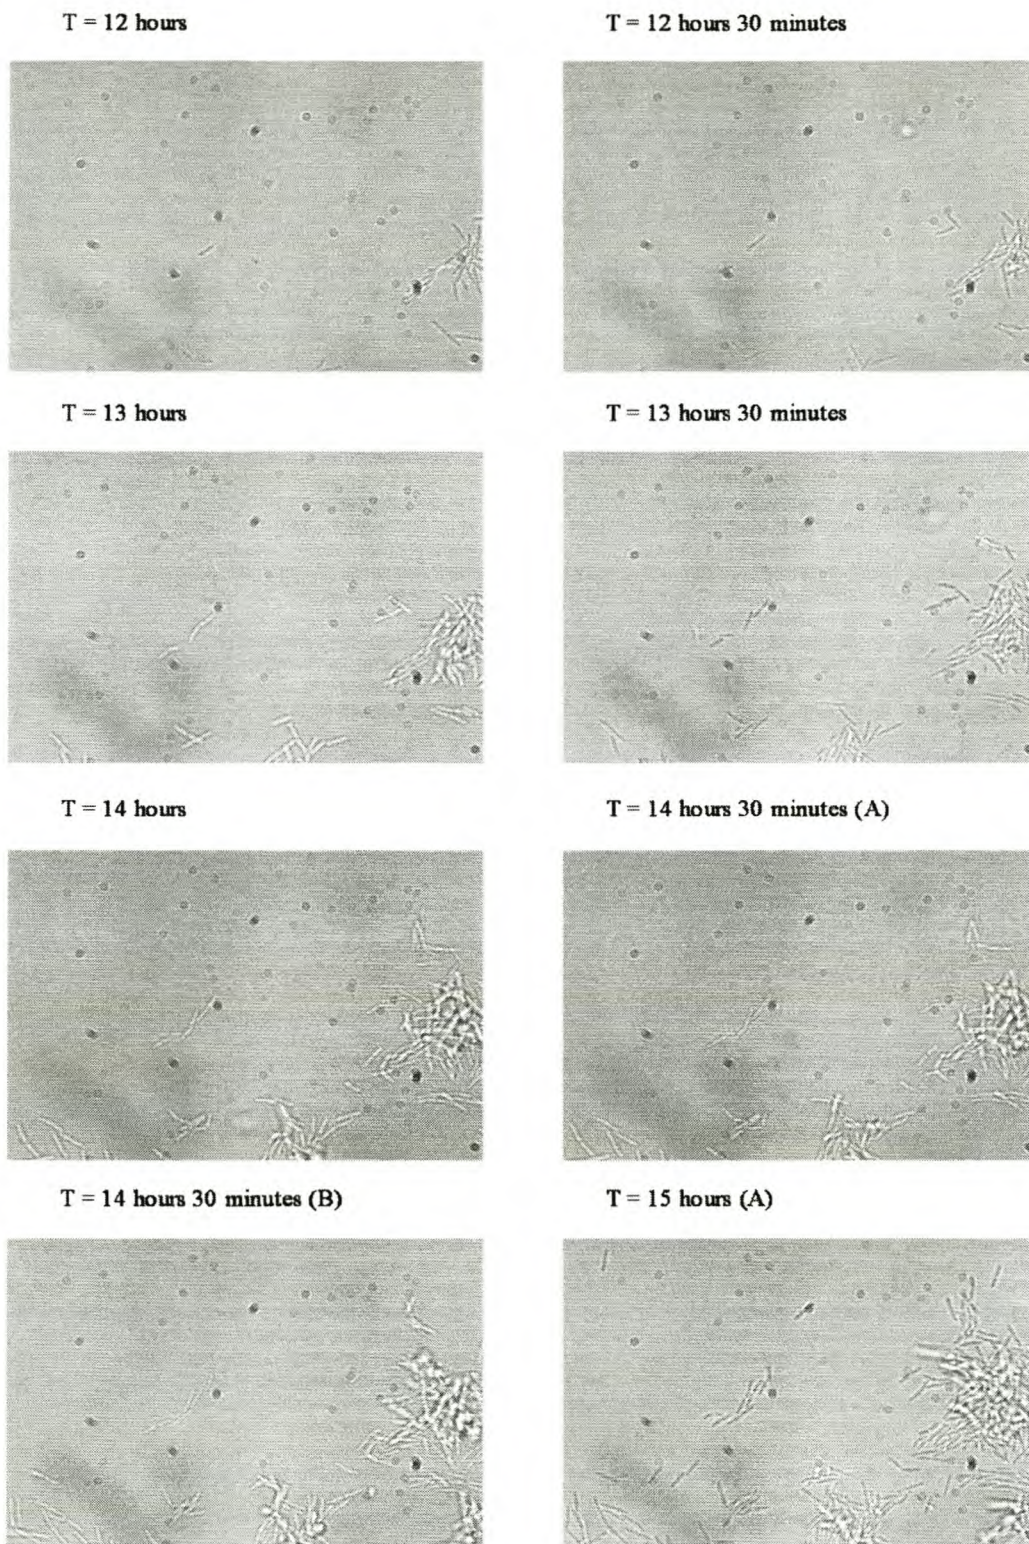 T = 12 hours
T = 12 hours 30 minutes
T = 13 hours
T = 13 hours 30 minutes
T = 14 hours
T = 14 hours 30 minutes (A)
T = 14 hours 30 minutes (B)
T = 15 hours (A)